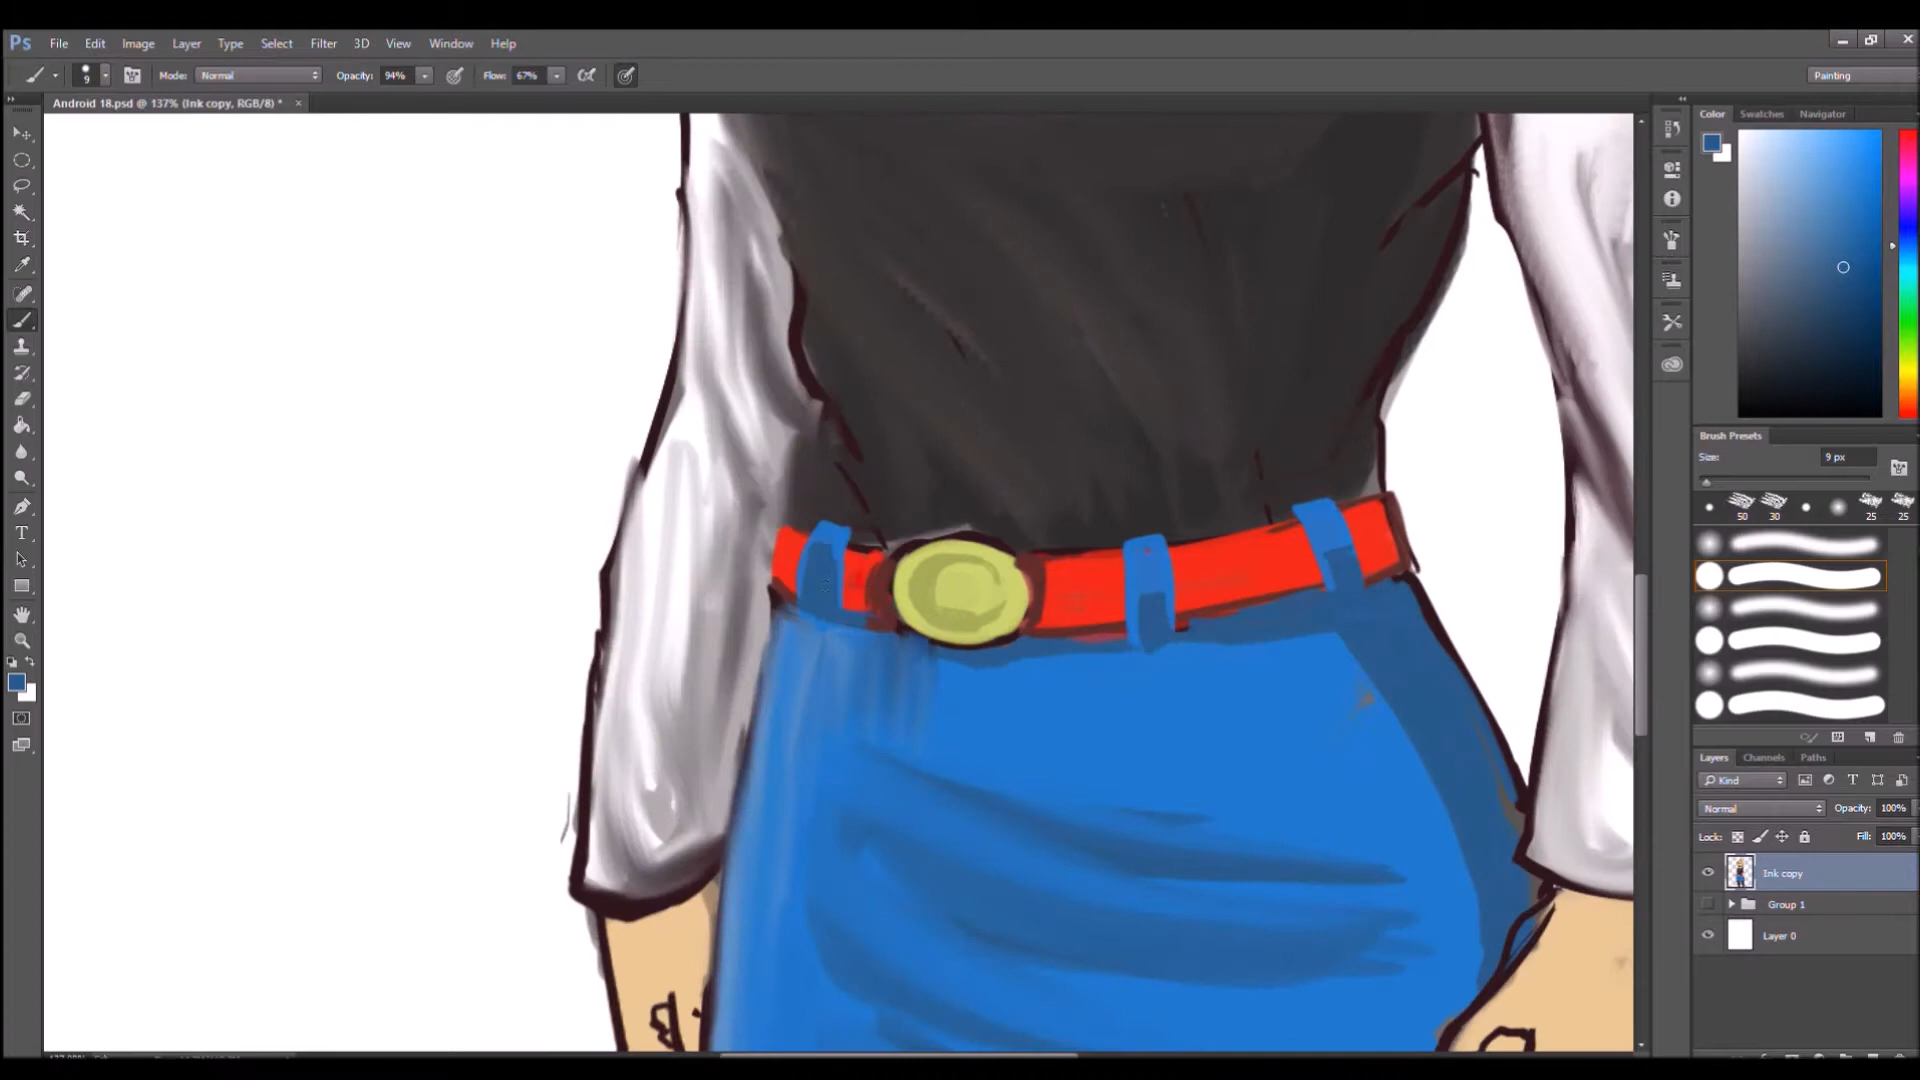 Ps File Edit Image Layer Type Select Filter 3D View Window Help
9 Mode: Normal Opacity: 94% Flow: 67% Painting
Android 18.psd @ 137% (Ink copy, RGB/8) * ×
Color Swatches Navigator
Brush Presets
Size: 9 px
50 30 25 25
Layers Channels Paths
Kind
Normal Opacity: 100%
Lock: Fill: 100%
Ink copy
Group 1
Layer 0